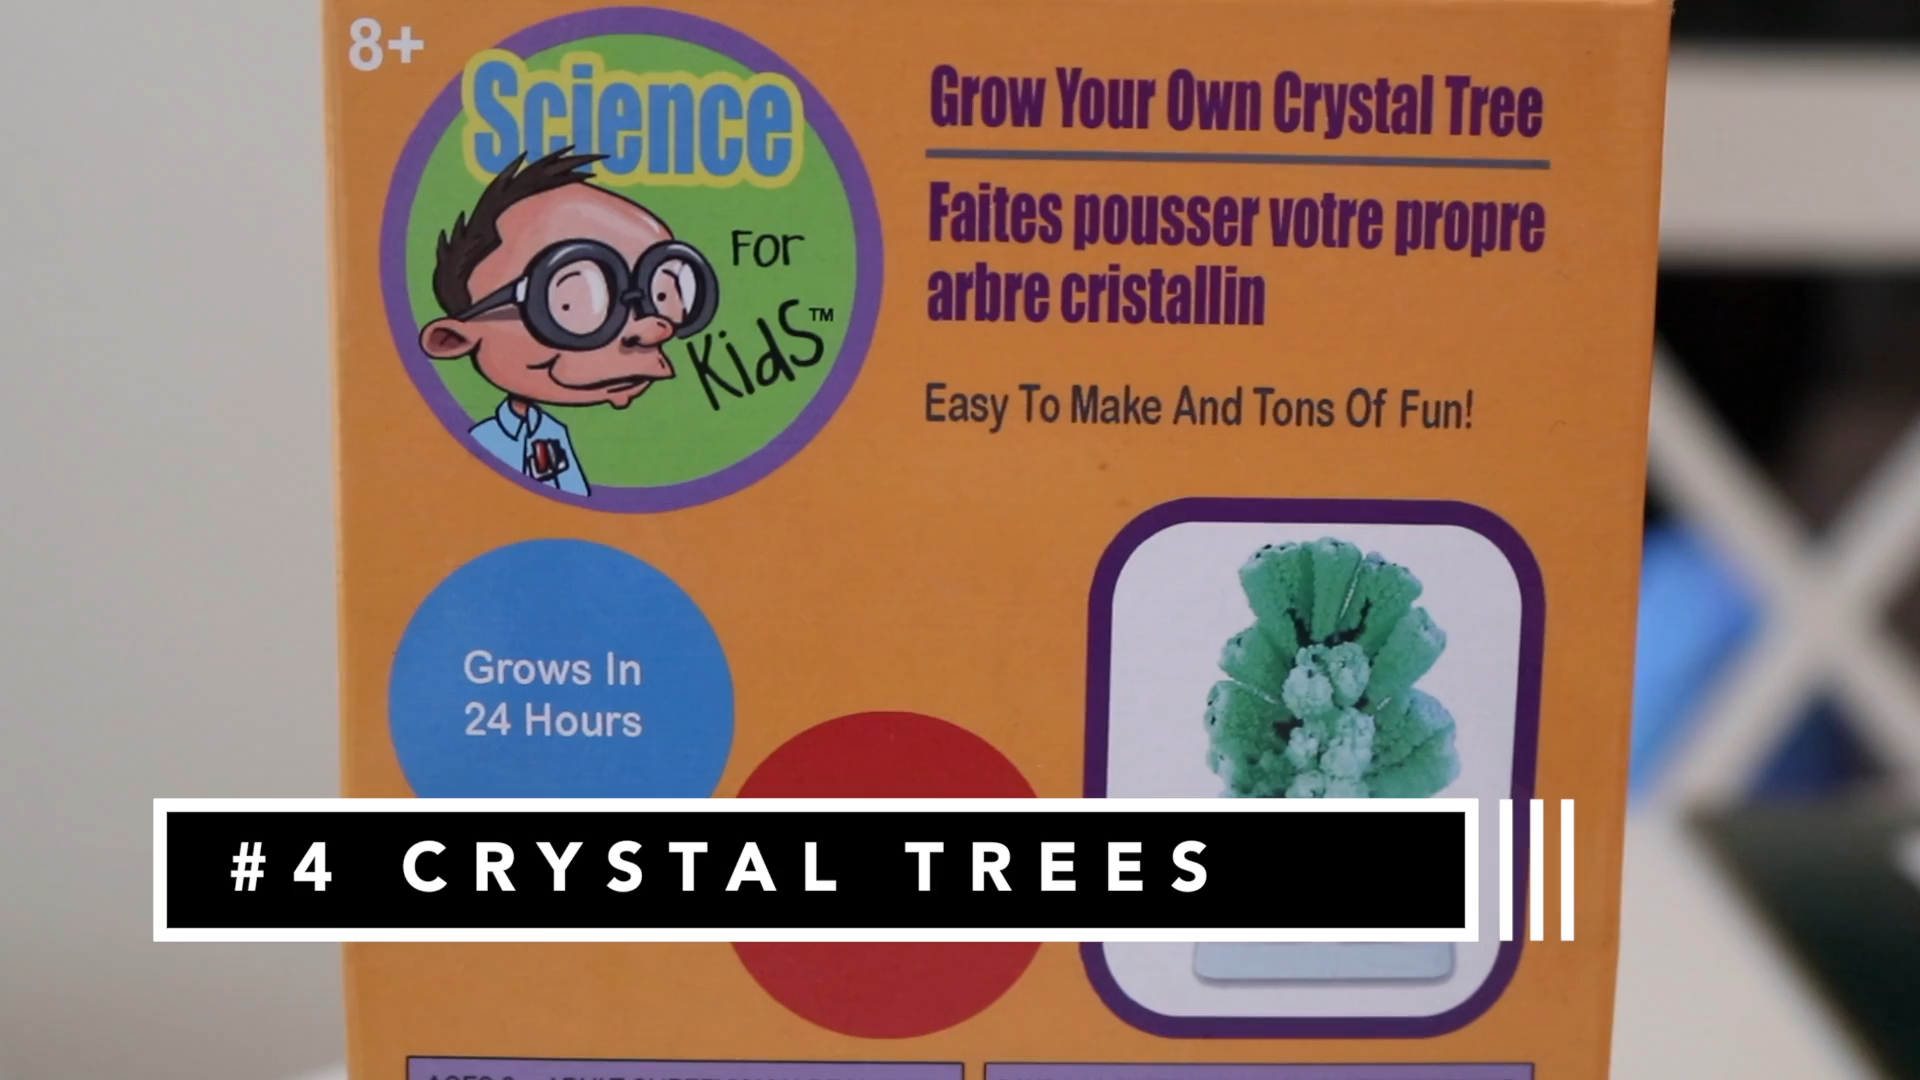 8+
Science
For
Kids™
Grow Your Own Crystal Tree
Faites pousser votre propre
arbre cristallin
Easy To Make And Tons Of Fun!
Grows In
24 Hours
#4 CRYSTAL TREES